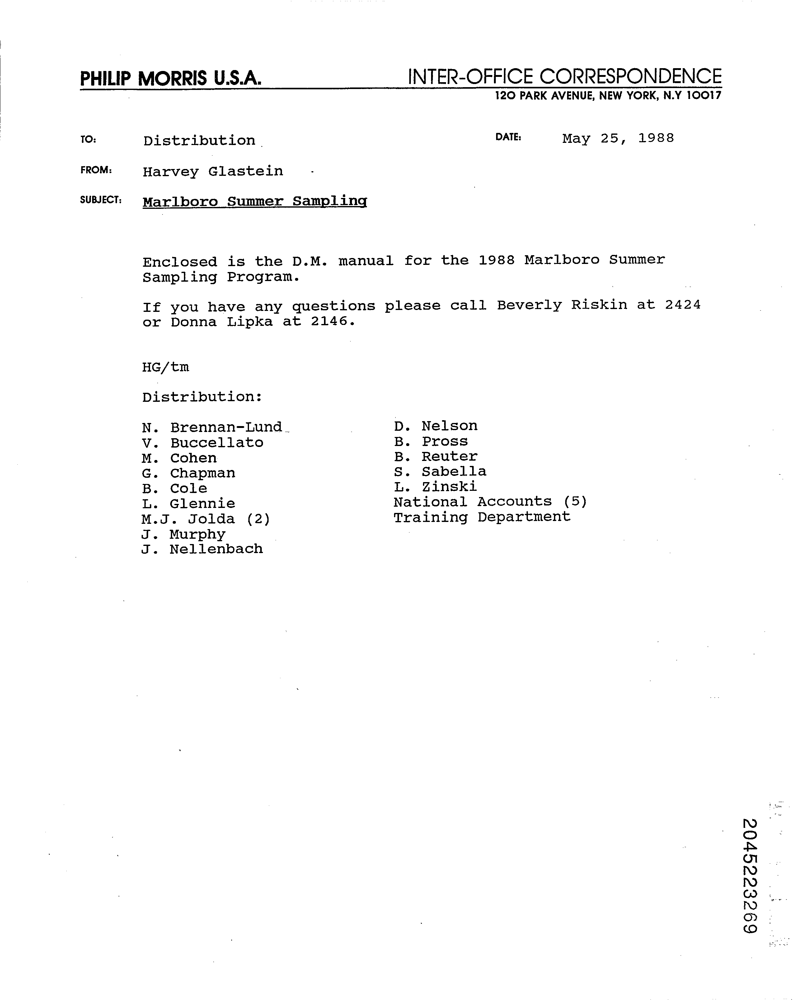 PHILIP MORRIS U.S.A. INTER-OFFICE CORRESPONDENCE
120 PARK AVENUE, NEW YORK, N.Y 10017
TO: Distribution DATE: May 25, 1988
FROM: Harvey Glastein
SUBJECT: Marlboro Summer Sampling
Enclosed is the D.M. manual for the 1988 Marlboro Summer
Sampling Program.
If you have any questions please call Beverly Riskin at 2424
or Donna Lipka at 2146.
HG/tm
Distribution:
N. Brennan-Lund
V. Buccellato
M. Cohen
G. Chapman
B. Cole
L. Glennie
M.J. Jolda (2)
J. Murphy
J. Nellenbach
D. Nelson
B. Pross
B. Reuter
S. Sabella
L. Zinski
National Accounts (5)
Training Department
2045223269